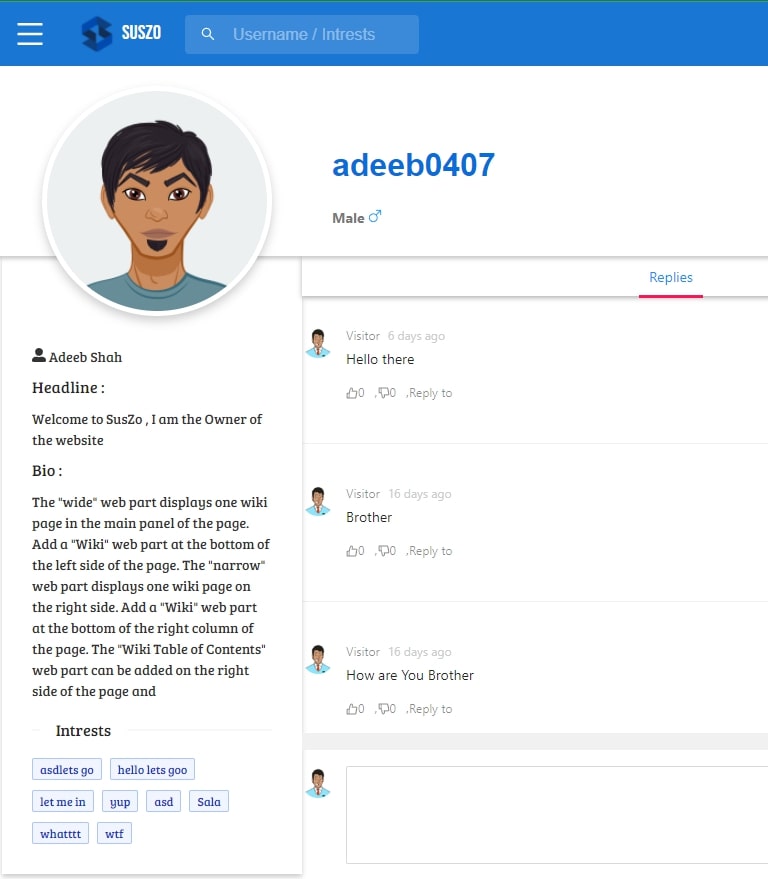 SUSZO
Username / Intrests
adeeb0407
Male
Replies
Adeeb Shah
Headline :
Welcome to SusZo , I am the Owner of
the website
Bio :
The "wide" web part displays one wiki
page in the main panel of the page.
Add a "Wiki" web part at the bottom of
the left side of the page. The "narrow"
web part displays one wiki page on
the right side. Add a "Wiki" web part
at the bottom of the right column of
the page. The "Wiki Table of Contents"
web part can be added on the right
side of the page and
Intrests
asdlets go hello lets goo
let me in yup asd Sala
whatttt wtf
Visitor 6 days ago
Hello there
0 ,0 ,Reply to
Visitor 16 days ago
Brother
0 ,0 ,Reply to
Visitor 16 days ago
How are You Brother
0 ,0 ,Reply to